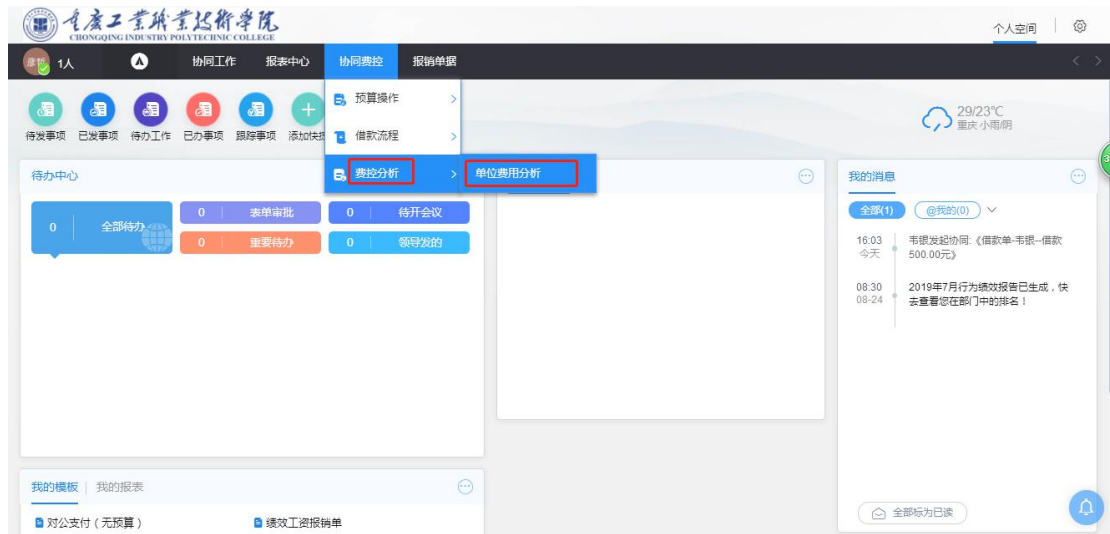 重庆工业职业技术学院
CHONGQING INDUSTRY POLYTECHNIC COLLEGE
个人空间
1人
协同工作
报表中心
协同费控
报销单据
待发事项
已发事项
待办工作
已办事项
跟踪事项
添加快捷
预算操作
借款流程
费控分析
单位费用分析
29/23℃
重庆 小雨/阴
待办中心
0 全部待办
0 表单审批
0 待开会议
0 重要待办
0 领导发的
我的消息
全部(1)
@我的(0)
16:03
今天
韦银发起协同:《借款单-韦银--借款
500.00元》
08:30
08-24
2019年7月行为绩效报告已生成，快
去查看您在部门中的排名！
全部标为已读
我的模板
我的报表
对公支付（无预算）
绩效工资报销单